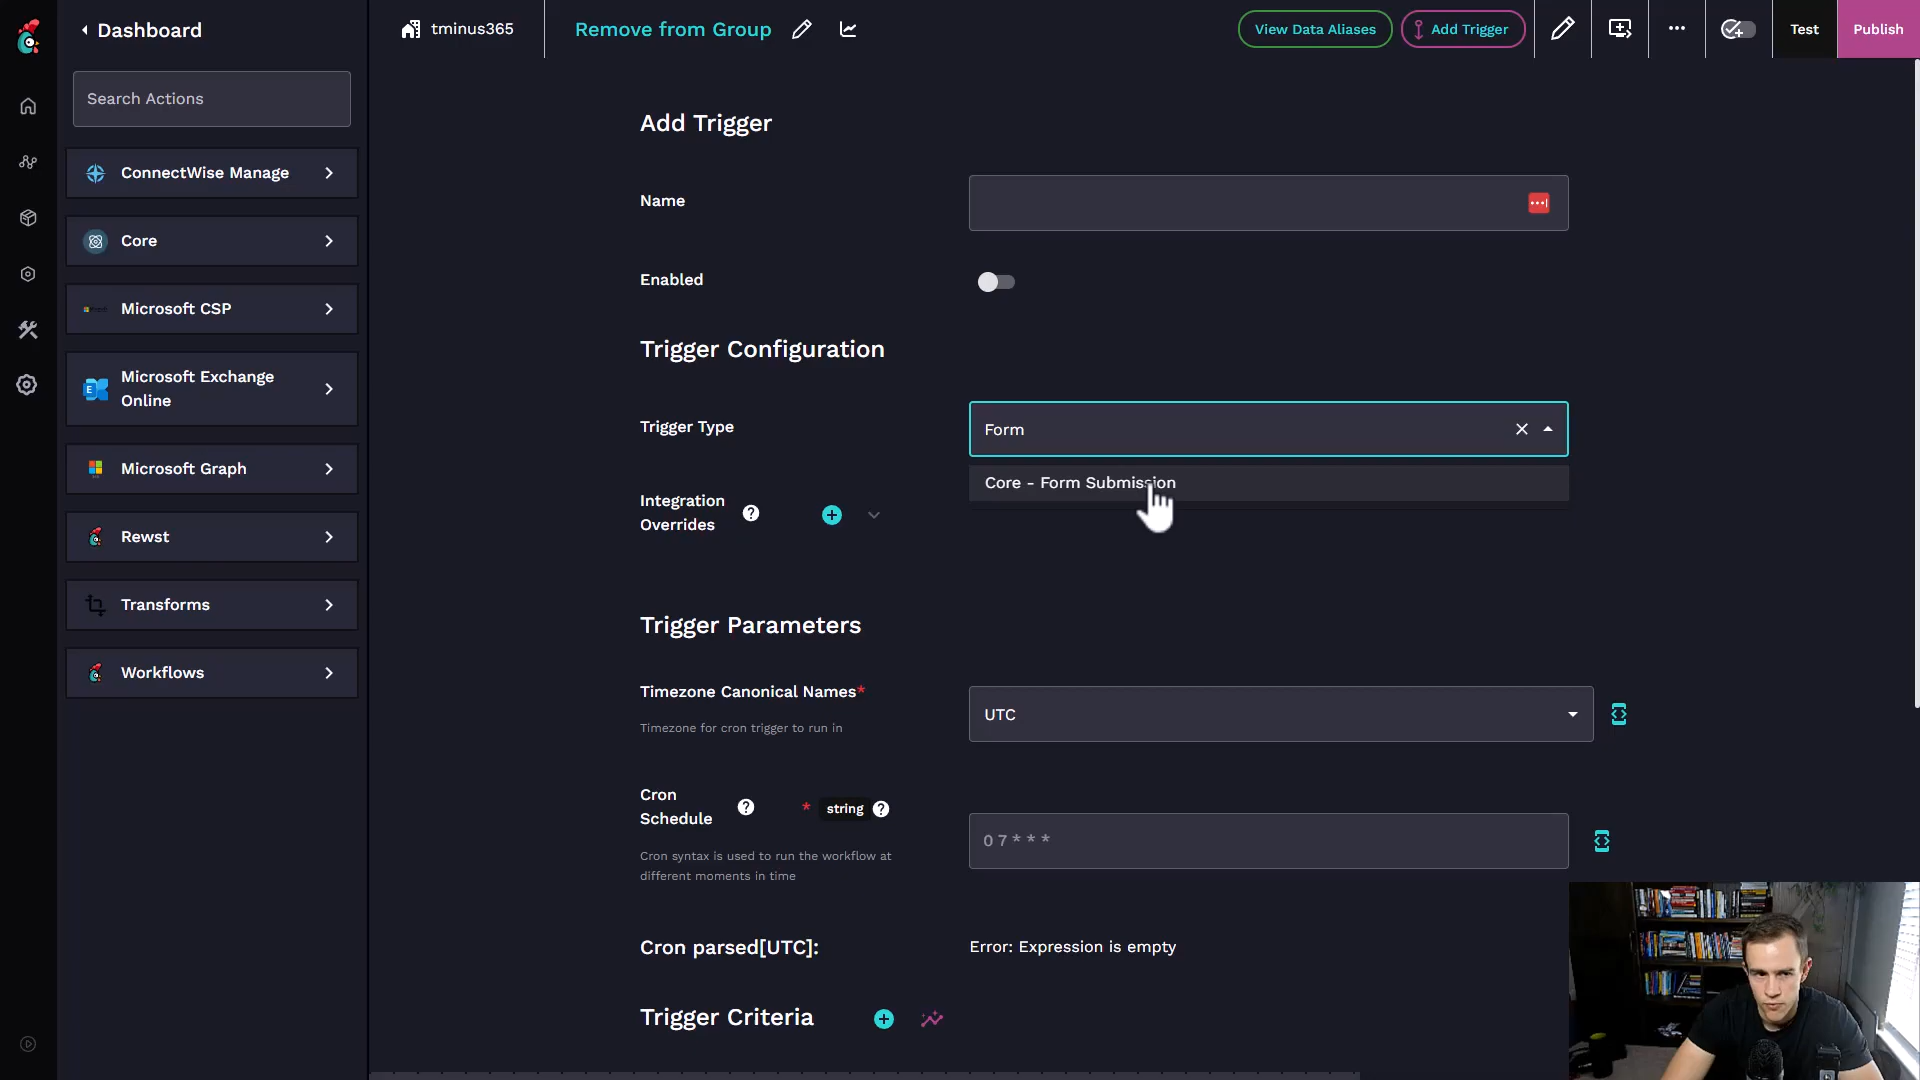 Dashboard
tminus365
Remove from Group
View Data Aliases
Add Trigger
Test
Publish
Search Actions
ConnectWise Manage
Core
Microsoft CSP
Microsoft Exchange
Online
Microsoft Graph
Rewst
Transforms
Workflows
Add Trigger
Name
Enabled
Trigger Configuration
Trigger Type
Form
Core - Form Submission
Integration
Overrides
Trigger Parameters
Timezone Canonical Names*
Timezone for cron trigger to run in
UTC
Cron
Schedule
* string
Cron syntax is used to run the workflow at
different moments in time
0 7 * * *
Cron parsed[UTC]:
Error: Expression is empty
Trigger Criteria